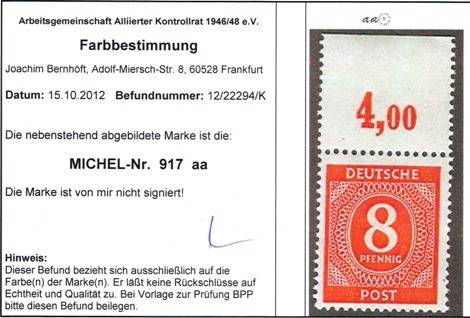 Arbeitsgemeinschaft Alliierter Kontrollrat 1946/48 e.V.
Farbbestimmung
Joachim Bernhöft, Adolf-Miersch-Str. 8, 60528 Frankfurt
Datum: 15.10.2012 Befundnummer: 12/22294/K
Die nebenstehend abgebildete Marke ist die:
MICHEL-Nr. 917 aa
Die Marke ist von mir nicht signiert!
Hinweis:
Dieser Befund bezieht sich ausschließlich auf die
Farbe(n) der Marke(n). Er läßt keine Rückschlüsse auf
Echtheit und Qualität zu. Bei Vorlage zur Prüfung BPP
bitte diesen Befund beilegen.
aa
4,00
DEUTSCHE
8
PFENNIG
POST